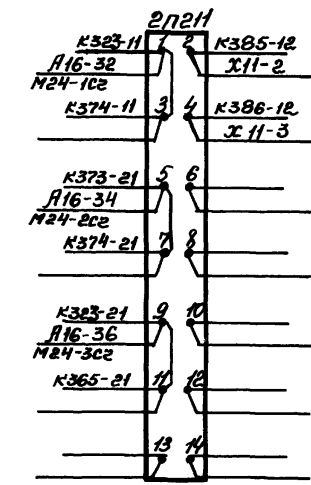 2П211
К323-11 1 2 К385-12
А16-32 Х11-2
М24-1сг
К374-11 3 4 К386-12
Х11-3
К373-21 5 6
А16-34
М24-2сг
К374-21 7 8
К323-21 9 10
А16-36
М24-3сг
К365-21 11 12
13 14